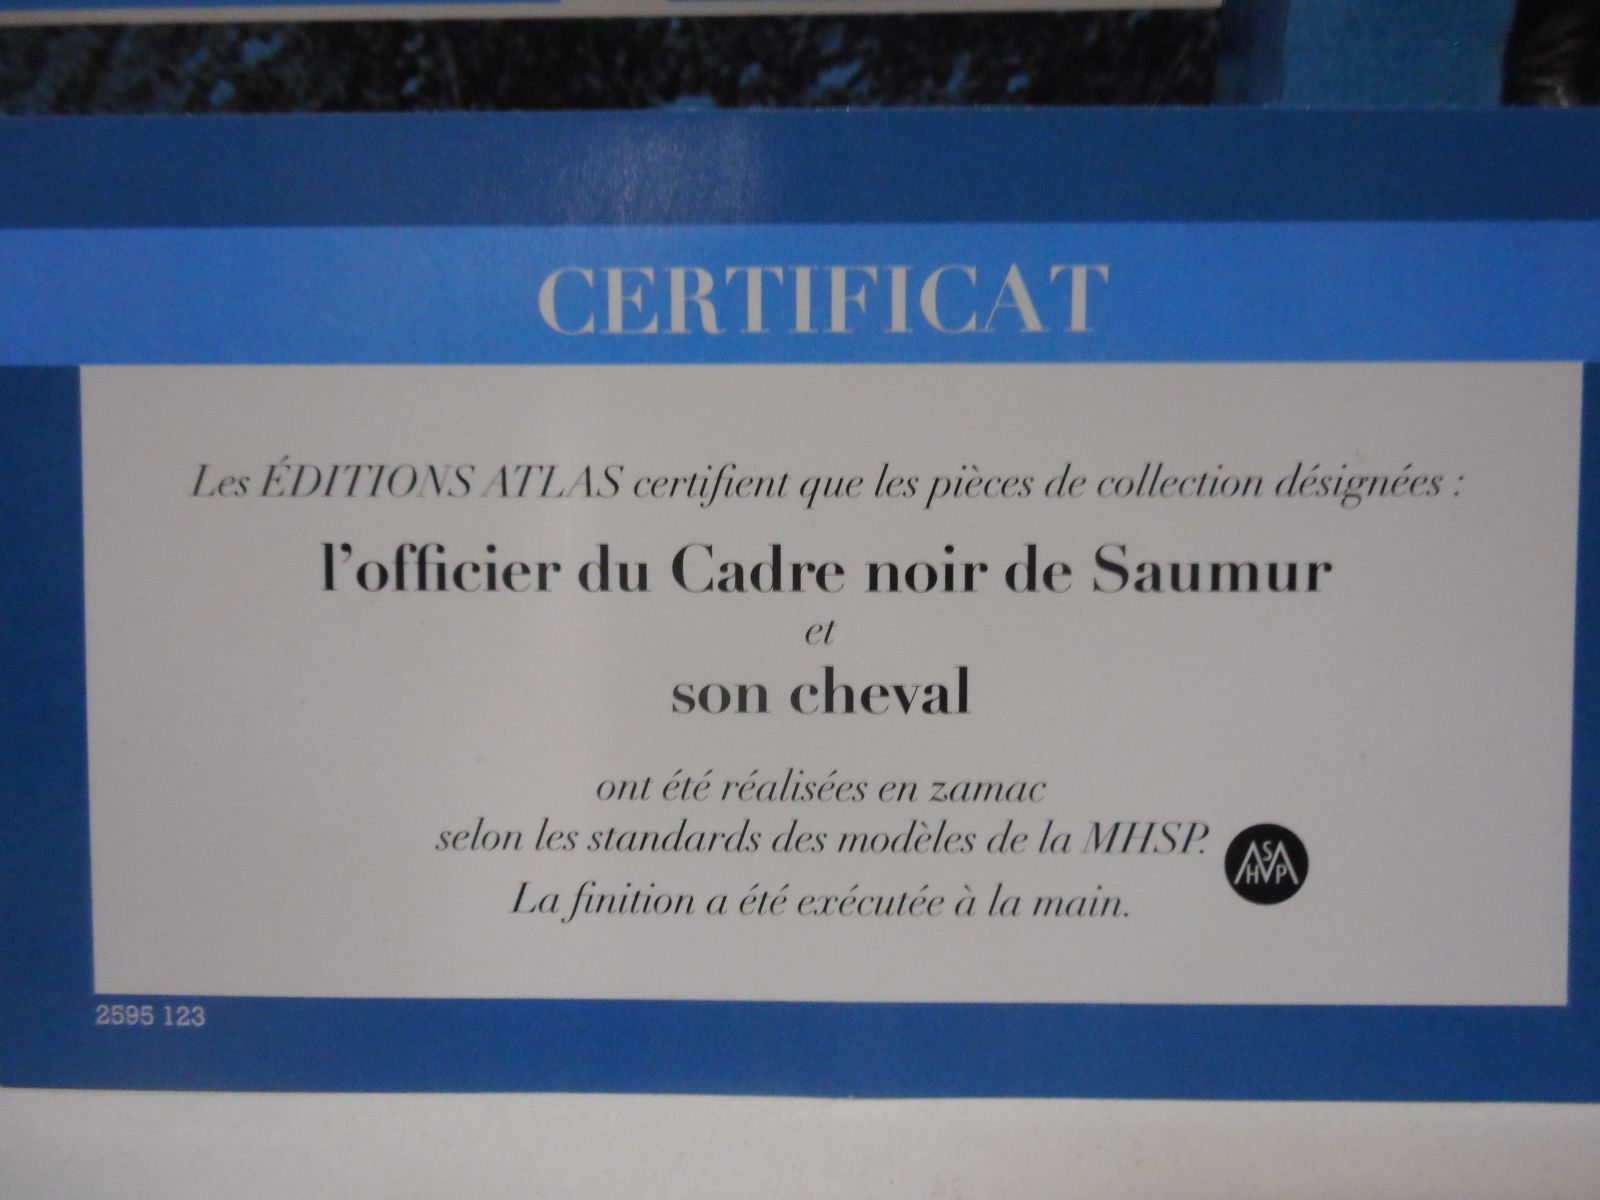 CERTIFICAT
Les ÉDITIONS ATLAS certifient que les pièces de collection désignées :
l'officier du Cadre noir de Saumur
et
son cheval
ont été réalisées en zamac
selon les standards des modèles de la MHSP.
MHSP
La finition a été exécutée à la main.
2595 123